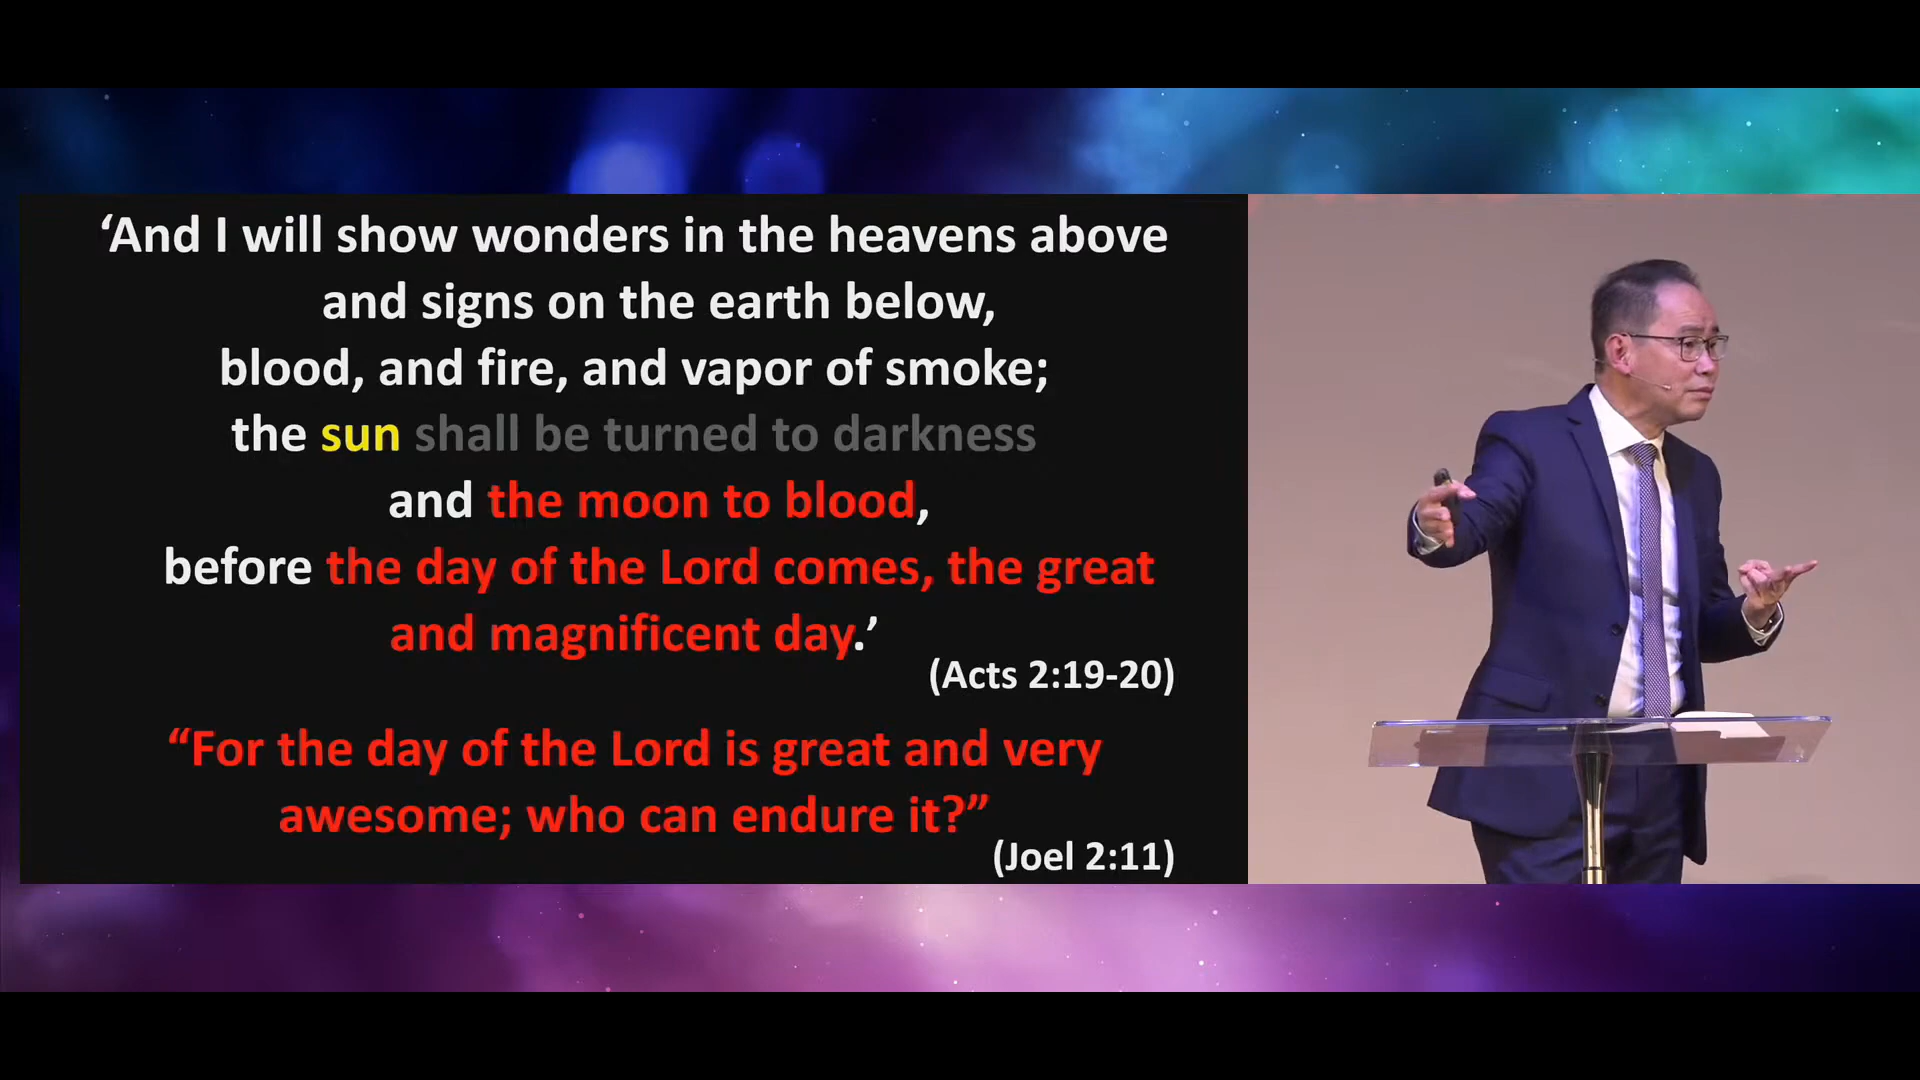 ‘And I will show wonders in the heavens above
and signs on the earth below,
blood, and fire, and vapor of smoke;
the sun shall be turned to darkness
and the moon to blood,
before the day of the Lord comes, the great
and magnificent day.’
(Acts 2:19-20)
“For the day of the Lord is great and very
awesome; who can endure it?”
(Joel 2:11)